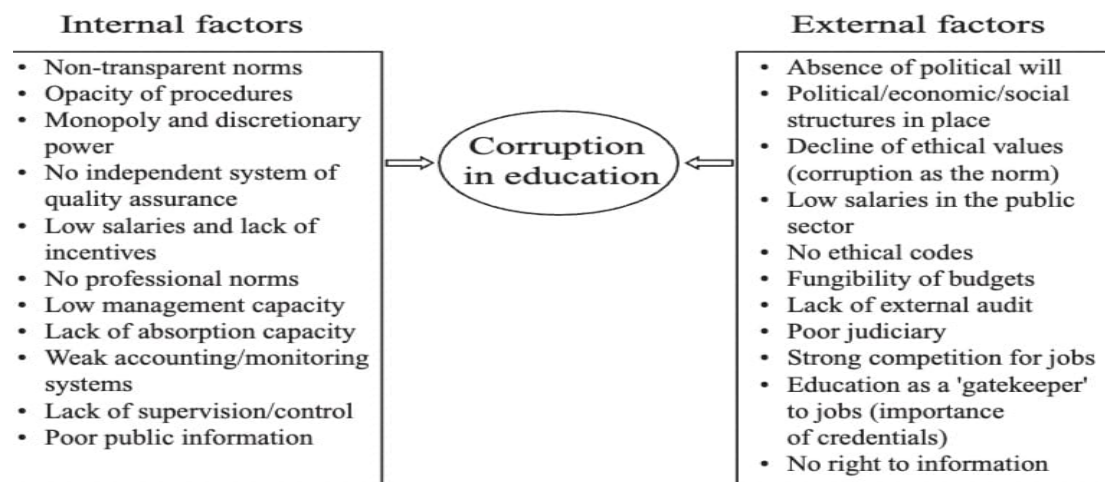 Internal factors
• Non-transparent norms
• Opacity of procedures
• Monopoly and discretionary
power
• No independent system of
quality assurance
• Low salaries and lack of
incentives
• No professional norms
• Low management capacity
• Lack of absorption capacity
• Weak accounting/monitoring
systems
• Lack of supervision/control
• Poor public information
Corruption
in education
External factors
• Absence of political will
• Political/economic/social
structures in place
• Decline of ethical values
(corruption as the norm)
• Low salaries in the public
sector
• No ethical codes
• Fungibility of budgets
• Lack of external audit
• Poor judiciary
• Strong competition for jobs
• Education as a 'gatekeeper'
to jobs (importance
of credentials)
• No right to information